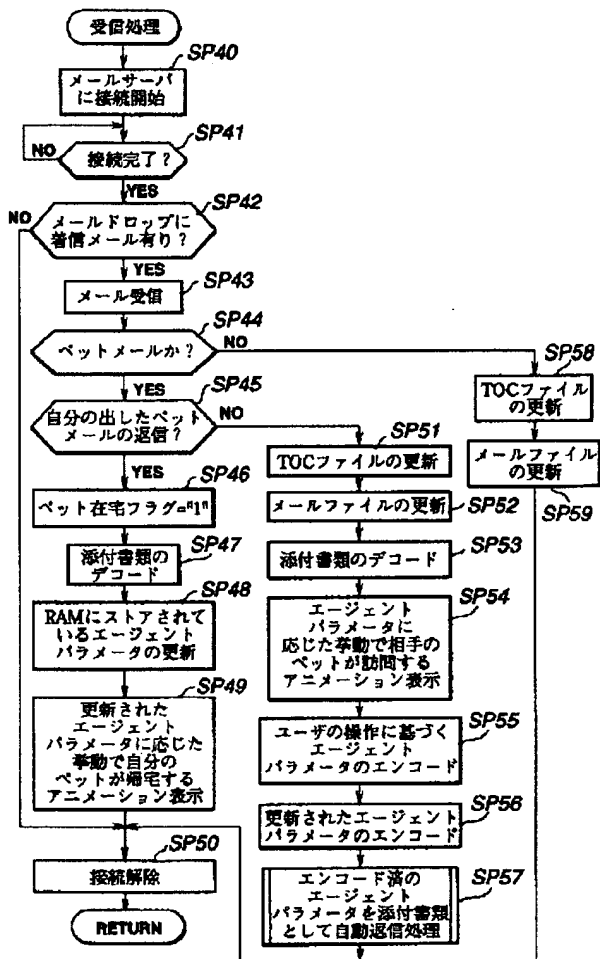 受信処理
SP40
メールサーバ
に接続開始
SP41
NO
接続完了?
YES
SP42
NO
メールドロップに
着信メール有り?
YES
SP43
メール受信
SP44
ペットメールか?
NO
YES
SP45
自分の出したペット
メールの返信?
NO
YES
SP46
ペット在宅フラグ="1"
SP47
添付書類の
デコード
SP48
RAMにストアされて
いるエージェント
パラメータの更新
SP49
更新された
エージェント
パラメータに応じた
挙動で自分の
ペットが帰宅する
アニメーション表示
SP50
接続解除
RETURN
SP51
TOCファイルの更新
SP52
メールファイルの更新
SP53
添付書類のデコード
SP54
エージェント
パラメータに
応じた挙動で相手の
ペットが訪問する
アニメーション表示
SP55
ユーザの操作に基づく
エージェント
パラメータのエンコード
SP56
更新されたエージェント
パラメータのエンコード
SP57
エンコード済の
エージェント
パラメータを添付書類
として自動返信処理
SP58
TOCファイル
の更新
メールファイル
の更新
SP59